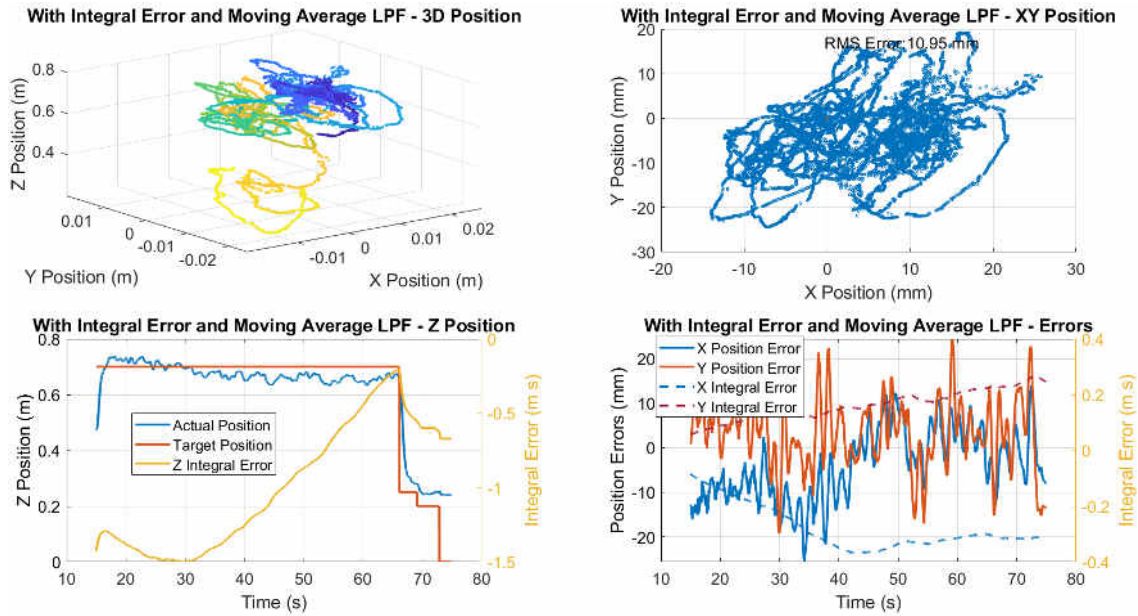 With Integral Error and Moving Average LPF - 3D Position
0.8
0.6
0.4
Z Position (m)
0.01
0
-0.01
-0.02
Y Position (m)
-0.01
0
0.01
0.02
X Position (m)
With Integral Error and Moving Average LPF - XY Position
RMS Error:10.95 mm
20
10
0
-10
-20
-30
Y Position (mm)
-20
-10
0
10
20
30
X Position (mm)
With Integral Error and Moving Average LPF - Z Position
0.8
0.6
0.4
0.2
0
Z Position (m)
Actual Position
Target Position
Z Integral Error
0
-0.5
-1
-1.5
Integral Error (m s)
10
20
30
40
50
60
70
80
Time (s)
With Integral Error and Moving Average LPF - Errors
X Position Error
Y Position Error
X Integral Error
Y Integral Error
20
10
0
-10
-20
Position Errors (mm)
0.4
0.2
0
-0.2
-0.4
Integral Error (m s)
10
20
30
40
50
60
70
80
Time (s)